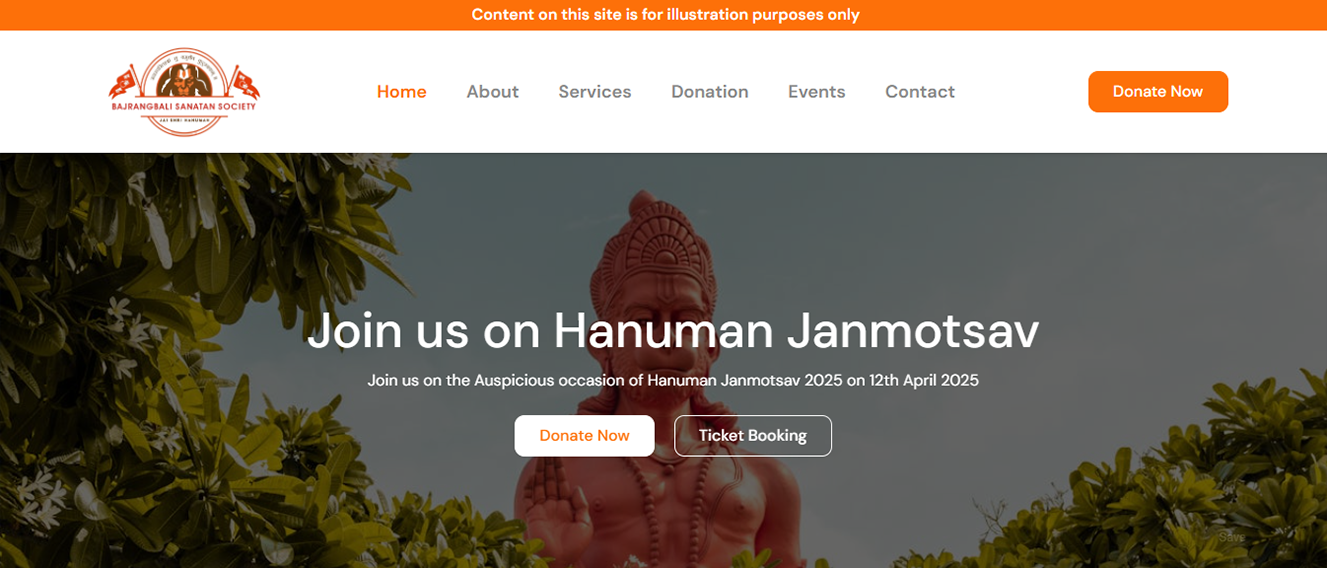 Content on this site is for illustration purposes only
BAJRANGBALI SANATAN SOCIETY
JAI SHRI HANUMAN
Home About Services Donation Events Contact
Donate Now
Join us on Hanuman Janmotsav
Join us on the Auspicious occasion of Hanuman Janmotsav 2025 on 12th April 2025
Donate Now Ticket Booking
Save